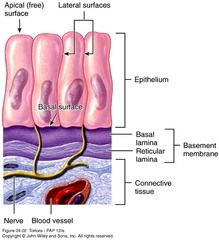 Apical (free)
surface
Lateral surfaces
Epithelium
Basal surface
Basal
lamina
Reticular
lamina
Basement
membrane
Connective
tissue
Nerve
Blood vessel
Figure 04.02 Tortora - PAP 12/e
Copyright © John Wiley and Sons, Inc. All rights reserved.